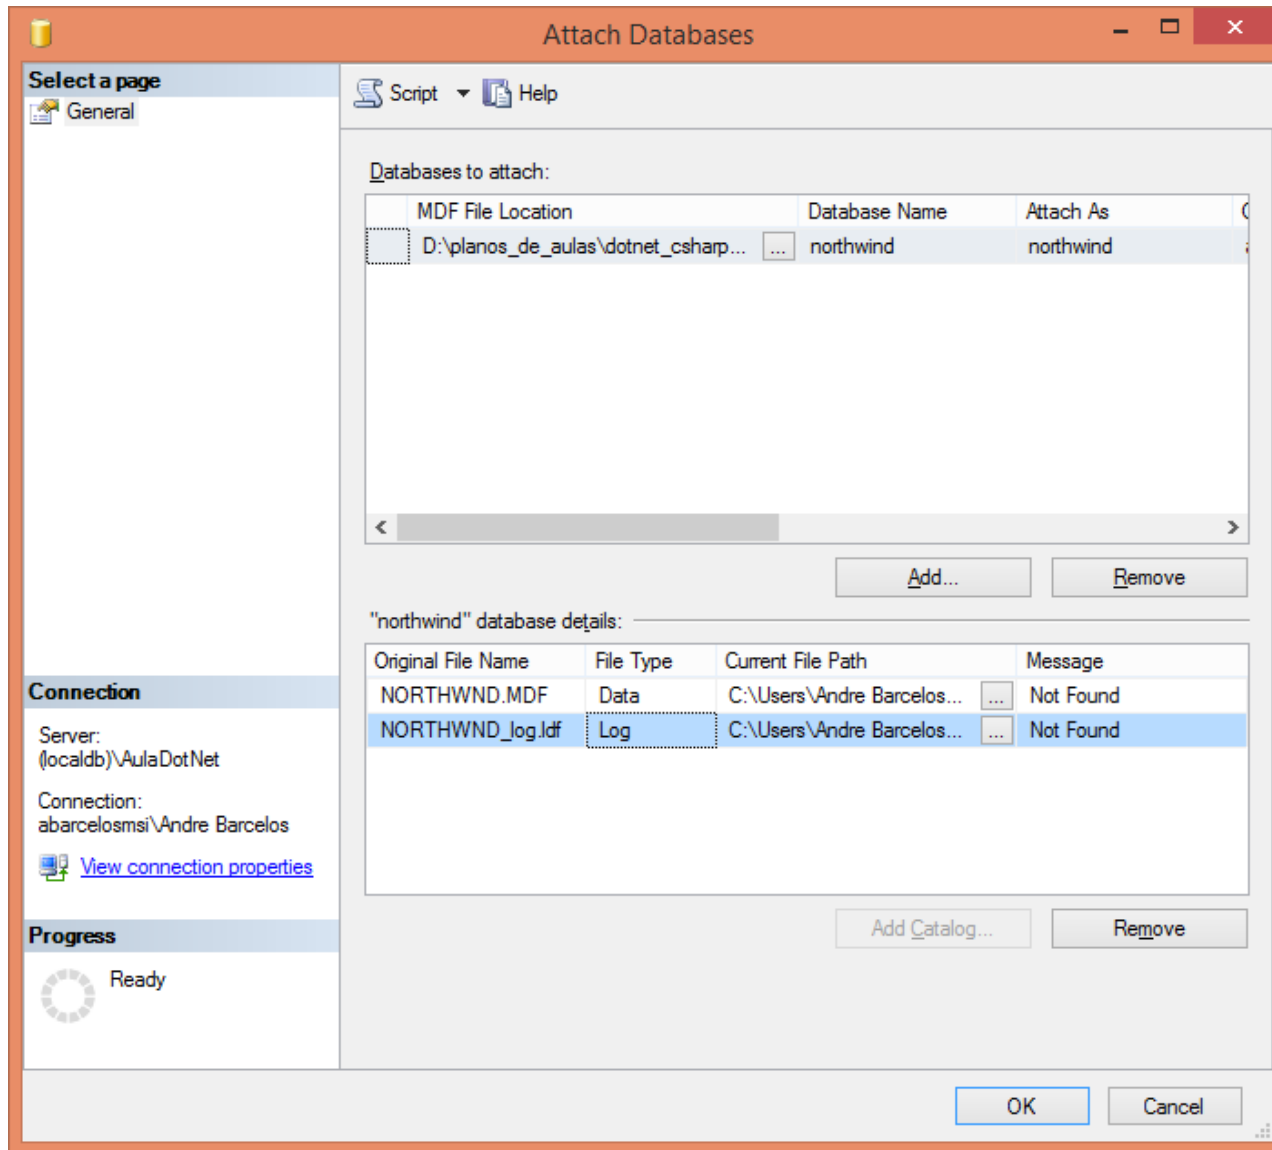 Attach Databases
Select a page
General
Script Help
Databases to attach:
MDF File Location Database Name Attach As
D:\planos_de_aulas\dotnet_csharp... ... northwind northwind
Add... Remove
"northwind" database details:
Original File Name File Type Current File Path Message
NORTHWND.MDF Data C:\Users\Andre Barcelos... ... Not Found
NORTHWND_log.ldf Log C:\Users\Andre Barcelos... ... Not Found
Add Catalog... Remove
Connection
Server:
(localdb)\AulaDotNet
Connection:
abarcelosmsi\Andre Barcelos
View connection properties
Progress
Ready
OK Cancel